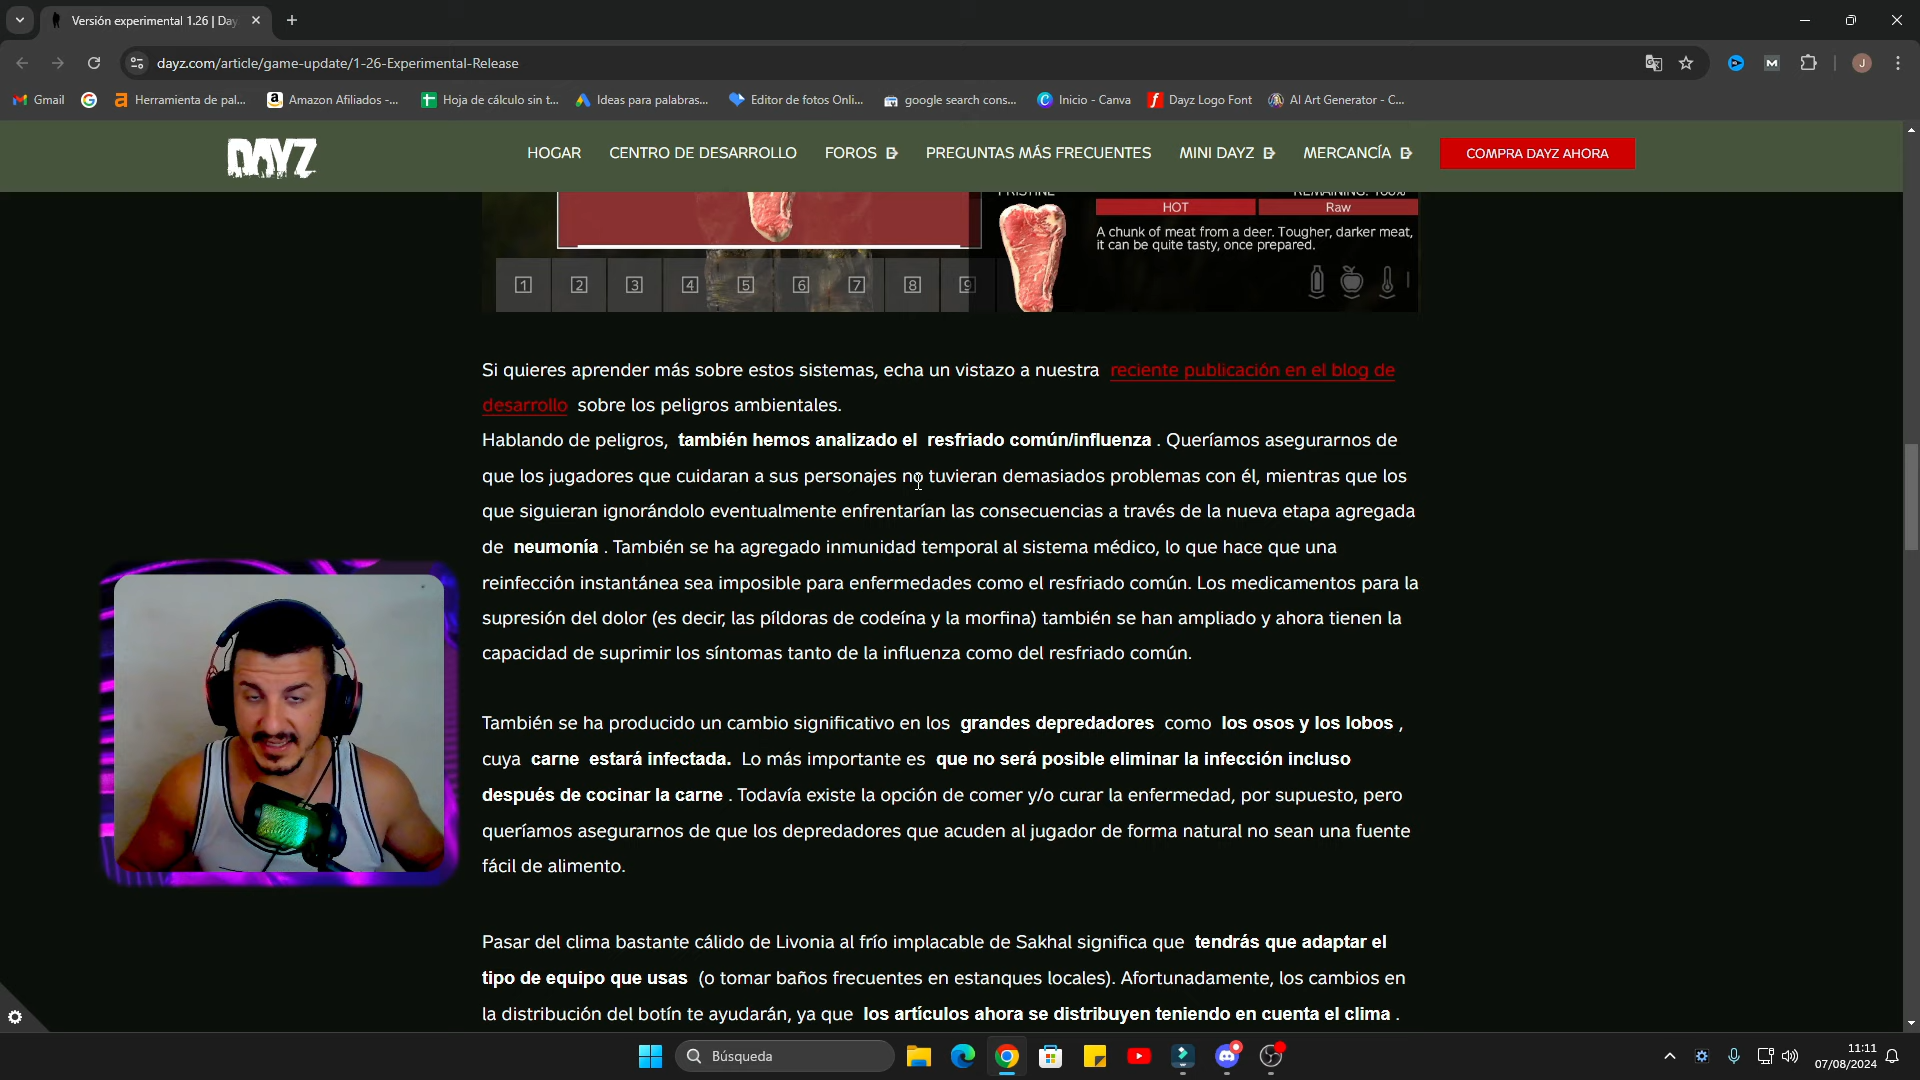 Versión experimental 1.26 | Day
dayz.com/article/game-update/1-26-Experimental-Release
J
Gmail
Herramienta de pal...
Amazon Afiliados -...
Hoja de cálculo sin t...
Ideas para palabras...
Editor de fotos Onli...
google search cons...
Inicio - Canva
Dayz Logo Font
AI Art Generator - C...
DAYZ
HOGAR
CENTRO DE DESARROLLO
FOROS
PREGUNTAS MÁS FRECUENTES
MINI DAYZ
MERCANCÍA
COMPRA DAYZ AHORA
PRISTINE
REMAINING: 100%
HOT
Raw
A chunk of meat from a deer. Tougher, darker meat,
it can be quite tasty, once prepared.
1 2 3 4 5 6 7 8 9
Si quieres aprender más sobre estos sistemas, echa un vistazo a nuestra reciente publicación en el blog de
desarrollo sobre los peligros ambientales.
Hablando de peligros, también hemos analizado el resfriado común/influenza . Queríamos asegurarnos de
que los jugadores que cuidaran a sus personajes no tuvieran demasiados problemas con él, mientras que los
que siguieran ignorándolo eventualmente enfrentarían las consecuencias a través de la nueva etapa agregada
de neumonía . También se ha agregado inmunidad temporal al sistema médico, lo que hace que una
reinfección instantánea sea imposible para enfermedades como el resfriado común. Los medicamentos para la
supresión del dolor (es decir, las píldoras de codeína y la morfina) también se han ampliado y ahora tienen la
capacidad de suprimir los síntomas tanto de la influenza como del resfriado común.
También se ha producido un cambio significativo en los grandes depredadores como los osos y los lobos ,
cuya carne estará infectada. Lo más importante es que no será posible eliminar la infección incluso
después de cocinar la carne . Todavía existe la opción de comer y/o curar la enfermedad, por supuesto, pero
queríamos asegurarnos de que los depredadores que acuden al jugador de forma natural no sean una fuente
fácil de alimento.
Pasar del clima bastante cálido de Livonia al frío implacable de Sakhal significa que tendrás que adaptar el
tipo de equipo que usas (o tomar baños frecuentes en estanques locales). Afortunadamente, los cambios en
la distribución del botín te ayudarán, ya que los artículos ahora se distribuyen teniendo en cuenta el clima .
Búsqueda
11:11
07/08/2024